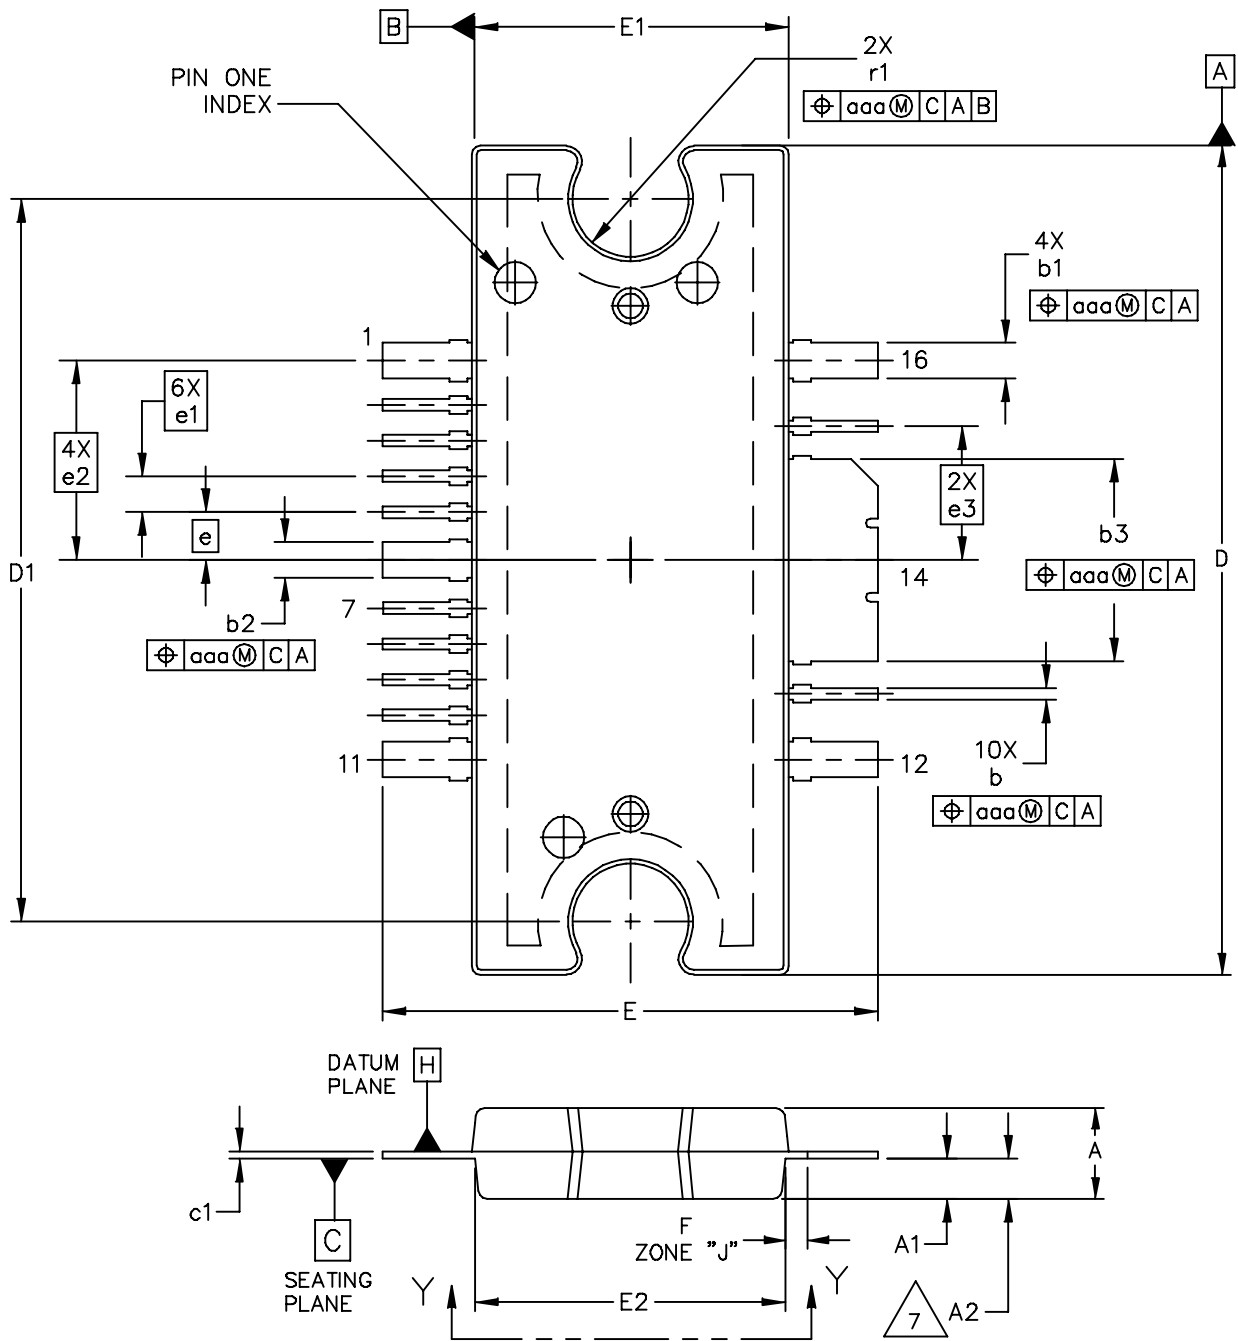 B
E1
2X
r1
⌖ aaa Ⓜ C A B
A
PIN ONE
INDEX
4X
b1
⌖ aaa Ⓜ C A
1
16
6X
e1
4X
e2
2X
e3
e
b3
⌖ aaa Ⓜ C A
D1
D
14
7
b2
⌖ aaa Ⓜ C A
11
12
10X
b
⌖ aaa Ⓜ C A
E
DATUM
PLANE
H
A
c1
C
SEATING
PLANE
F
ZONE "J"
A1
Y
Y
E2
7
A2